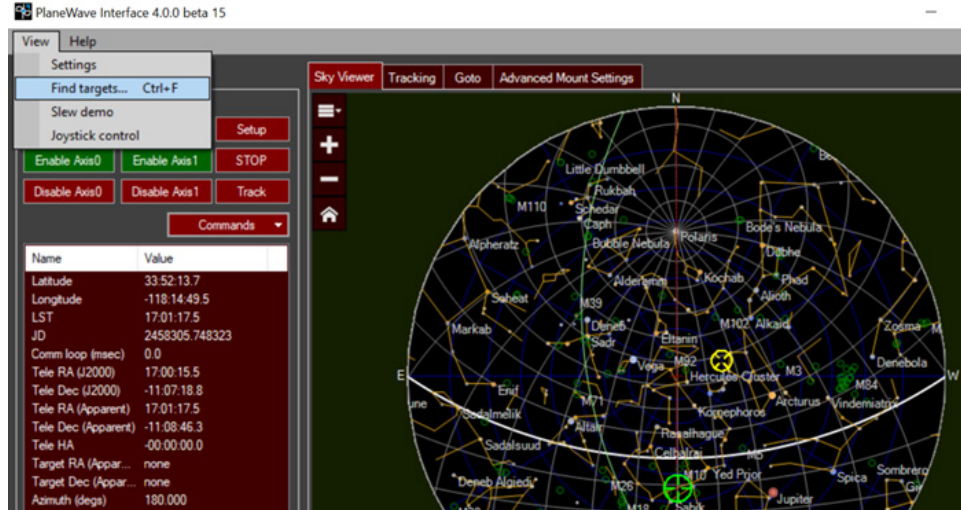 PlaneWave Interface 4.0.0 beta 15
View Help
Settings
Find targets... Ctrl+F
Slew demo
Joystick control
Setup
Enable Axis0 Enable Axis1 STOP
Disable Axis0 Disable Axis1 Track
Commands
Name Value
Latitude 33:52:13.7
Longitude -118:14:49.5
LST 17:01:17.5
JD 2458305.748323
Comm loop (msec) 0.0
Tele RA (J2000) 17:00:15.5
Tele Dec (J2000) -11:07:18.8
Tele RA (Apparent) 17:01:17.5
Tele Dec (Apparent) -11:08:46.3
Tele HA -00:00:00.0
Target RA (Appar... none
Target Dec (Appar... none
Azimuth (degs) 180.000
Sky Viewer Tracking Goto Advanced Mount Settings
N
Little Dumbbell
Rukbah
M110 Schedar
Caph
Bode's Nebula
Alpheratz Bubble Nebula Polaris
Dubhe
Alderamin Kochab Phad
Scheat Alioth
M39
Markab Deneb M102 Alkaid Zosma M
Sadr Eltanin
Vega M92 Denebola
E Hercules Cluster M3 W
Enif M84
M71 Arcturus Vindemiatrix
une Sadalmelik Kornephoros
Altair Rasalhague
Sadalsuud Cebalrai M5
M10 Yed Prior Sombrero
Deneb Algiedi M26 Spica
Jupiter
M18 Sabik